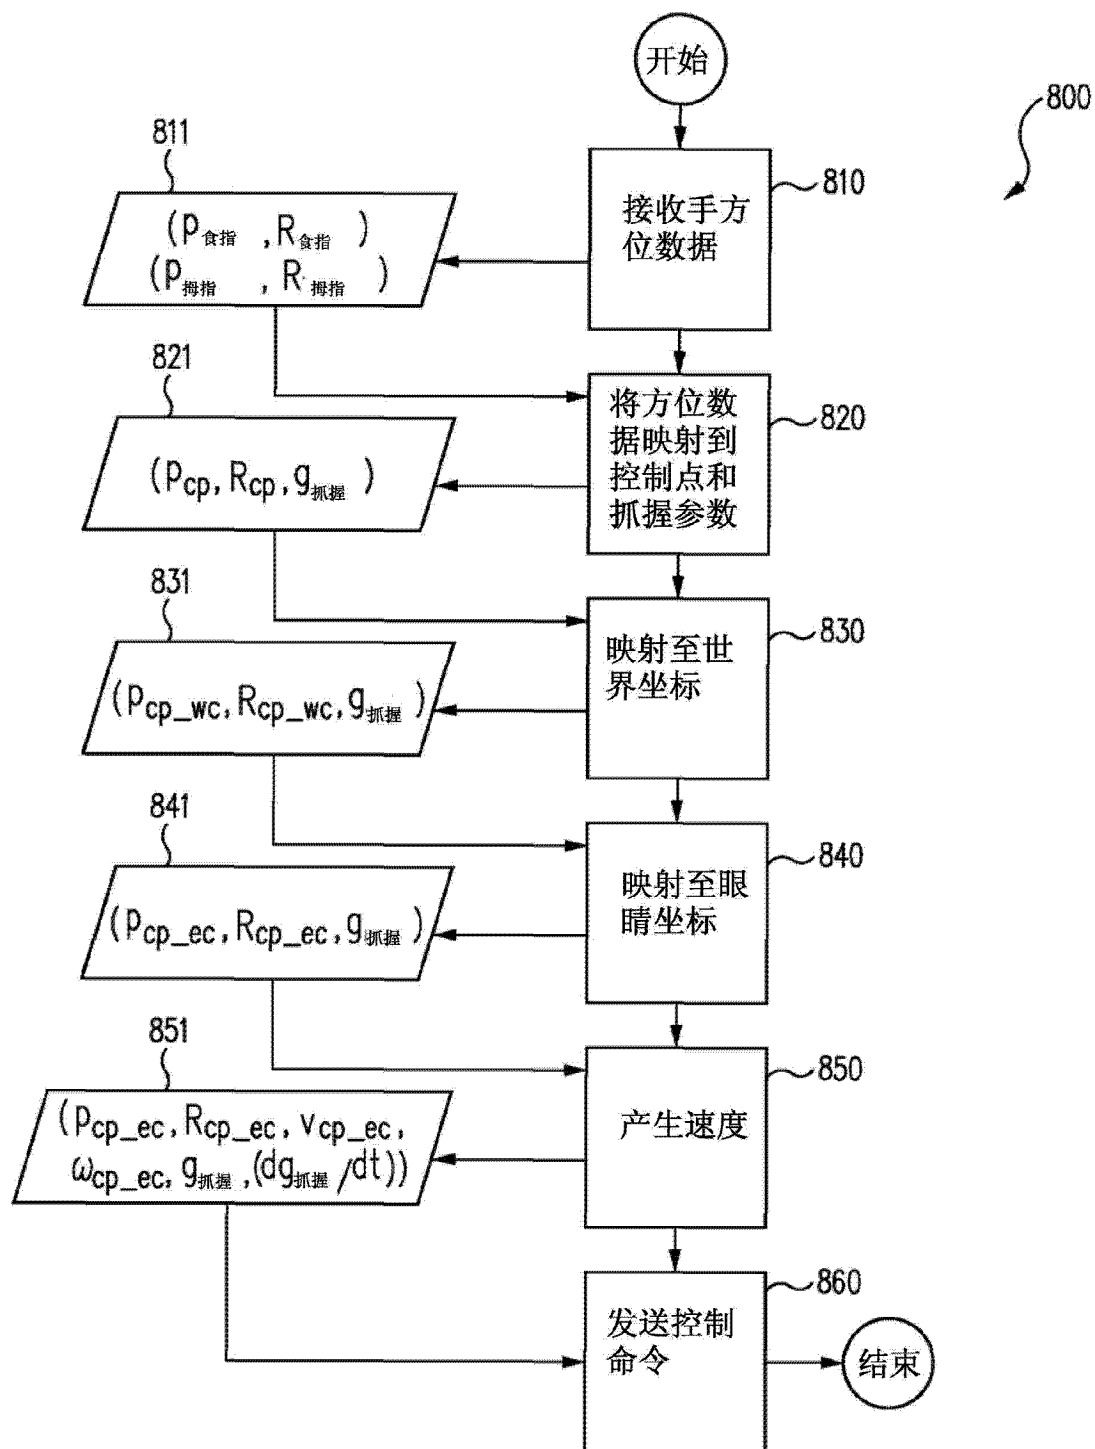 开始
800
811
810
接收手方
位数据
(p食指 ,R食指 )
(p拇指 ,R拇指 )
821
820
将方位数
据映射到
控制点和
抓握参数
(pcp,Rcp,g抓握 )
831
830
映射至世
界坐标
(pcp_wc,Rcp_wc,g抓握 )
841
840
映射至眼
睛坐标
(pcp_ec,Rcp_ec,g抓握 )
851
850
产生速度
(pcp_ec,Rcp_ec,vcp_ec,
ωcp_ec,g抓握 ,(dg抓握 /dt))
860
发送控制
命令
结束